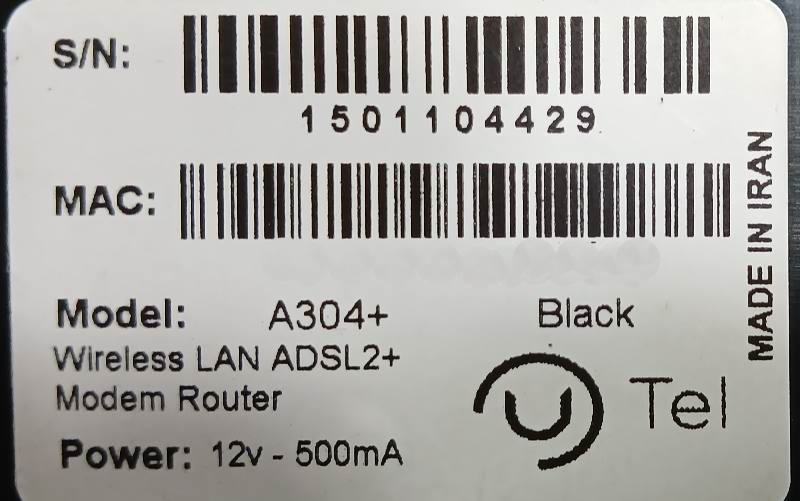 S/N:
1501104429
MAC:
Model: A304+ Black
Wireless LAN ADSL2+
Modem Router
Power: 12v - 500mA
U Tel
MADE IN IRAN